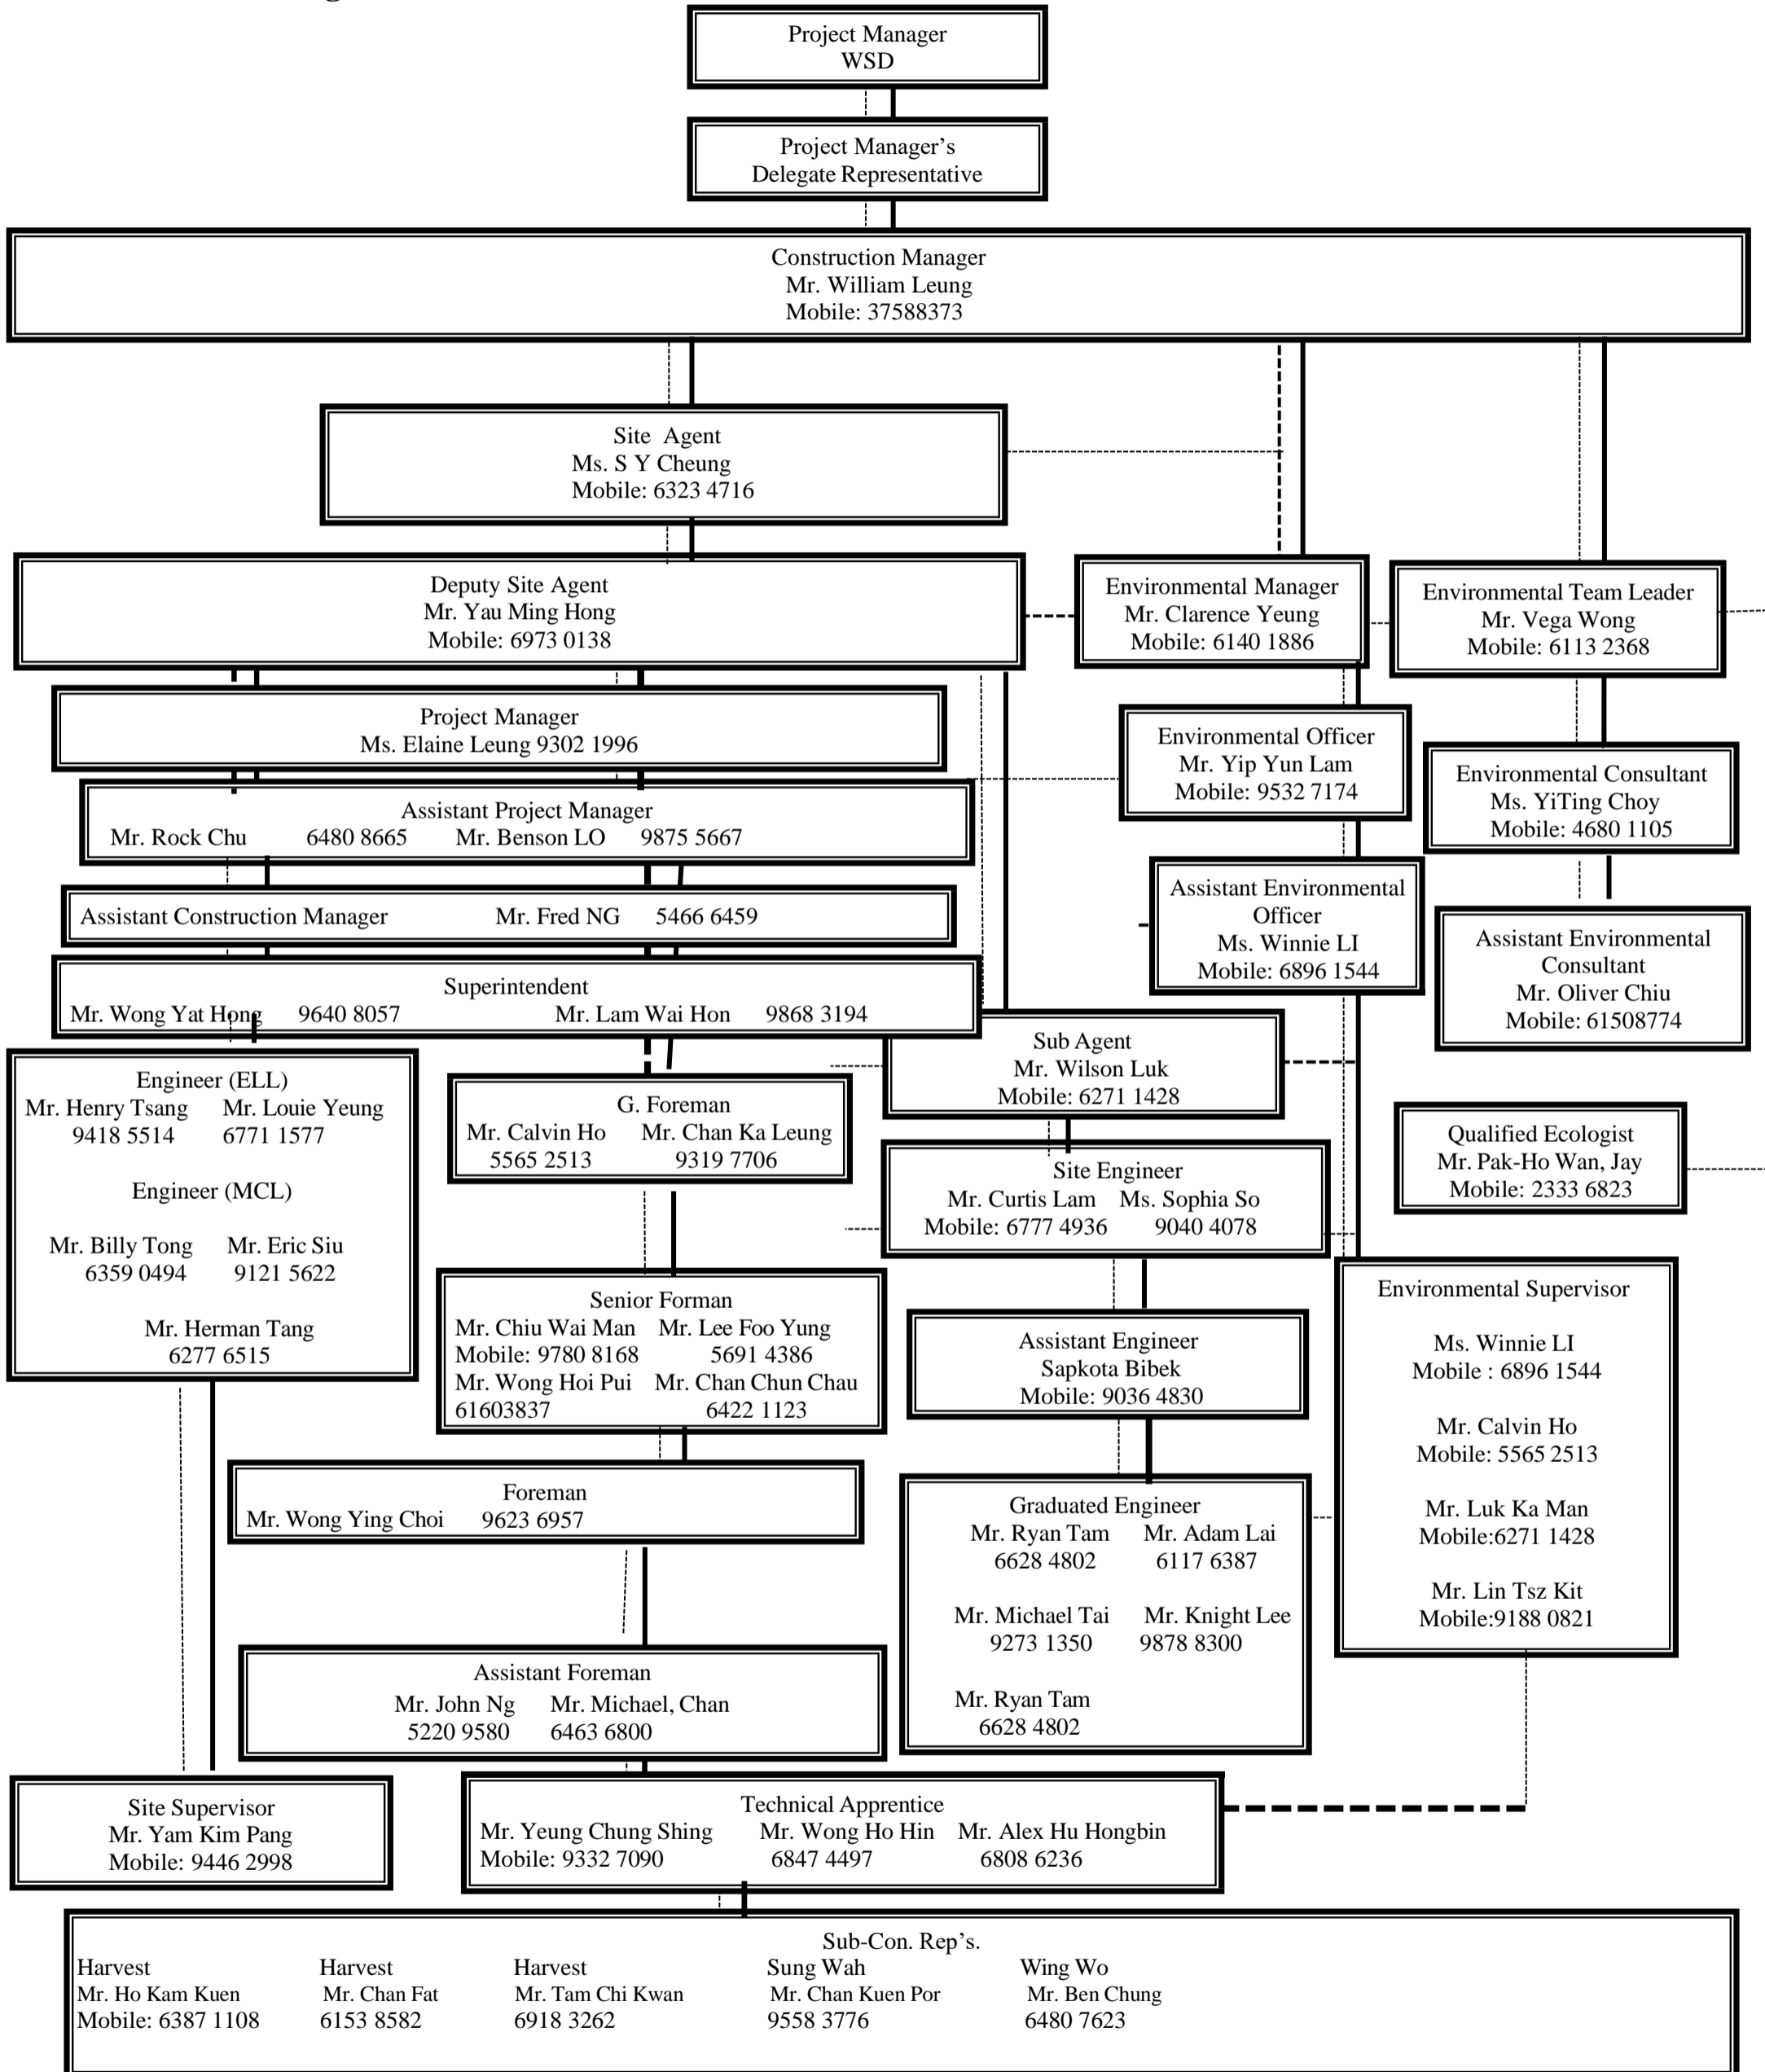 Project Manager
WSD
Project Manager’s
Delegate Representative
Construction Manager
Mr. William Leung
Mobile: 37588373
Site Agent
Ms. S Y Cheung
Mobile: 6323 4716
Deputy Site Agent
Mr. Yau Ming Hong
Mobile: 6973 0138
Environmental Manager
Mr. Clarence Yeung
Mobile: 6140 1886
Environmental Team Leader
Mr. Vega Wong
Mobile: 6113 2368
Project Manager
Ms. Elaine Leung 9302 1996
Environmental Officer
Mr. Yip Yun Lam
Mobile: 9532 7174
Environmental Consultant
Ms. YiTing Choy
Mobile: 4680 1105
Assistant Project Manager
Mr. Rock Chu 6480 8665 Mr. Benson LO 9875 5667
Assistant Construction Manager Mr. Fred NG 5466 6459
Assistant Environmental
Officer
Ms. Winnie LI
Mobile: 6896 1544
Assistant Environmental
Consultant
Mr. Oliver Chiu
Mobile: 61508774
Superintendent
Mr. Wong Yat Hong 9640 8057 Mr. Lam Wai Hon 9868 3194
Sub Agent
Mr. Wilson Luk
Mobile: 6271 1428
Engineer (ELL)
Mr. Henry Tsang Mr. Louie Yeung
9418 5514 6771 1577
Engineer (MCL)
Mr. Billy Tong Mr. Eric Siu
6359 0494 9121 5622
Mr. Herman Tang
6277 6515
G. Foreman
Mr. Calvin Ho Mr. Chan Ka Leung
5565 2513 9319 7706
Qualified Ecologist
Mr. Pak-Ho Wan, Jay
Mobile: 2333 6823
Site Engineer
Mr. Curtis Lam Ms. Sophia So
Mobile: 6777 4936 9040 4078
Senior Forman
Mr. Chiu Wai Man Mr. Lee Foo Yung
Mobile: 9780 8168 5691 4386
Mr. Wong Hoi Pui Mr. Chan Chun Chau
61603837 6422 1123
Assistant Engineer
Sapkota Bibek
Mobile: 9036 4830
Environmental Supervisor
Ms. Winnie LI
Mobile : 6896 1544
Mr. Calvin Ho
Mobile: 5565 2513
Mr. Luk Ka Man
Mobile:6271 1428
Mr. Lin Tsz Kit
Mobile:9188 0821
Foreman
Mr. Wong Ying Choi 9623 6957
Graduated Engineer
Mr. Ryan Tam Mr. Adam Lai
6628 4802 6117 6387
Mr. Michael Tai Mr. Knight Lee
9273 1350 9878 8300
Mr. Ryan Tam
6628 4802
Assistant Foreman
Mr. John Ng Mr. Michael, Chan
5220 9580 6463 6800
Site Supervisor
Mr. Yam Kim Pang
Mobile: 9446 2998
Technical Apprentice
Mr. Yeung Chung Shing Mr. Wong Ho Hin Mr. Alex Hu Hongbin
Mobile: 9332 7090 6847 4497 6808 6236
Sub-Con. Rep’s.
Harvest Harvest Harvest Sung Wah Wing Wo
Mr. Ho Kam Kuen Mr. Chan Fat Mr. Tam Chi Kwan Mr. Chan Kuen Por Mr. Ben Chung
Mobile: 6387 1108 6153 8582 6918 3262 9558 3776 6480 7623